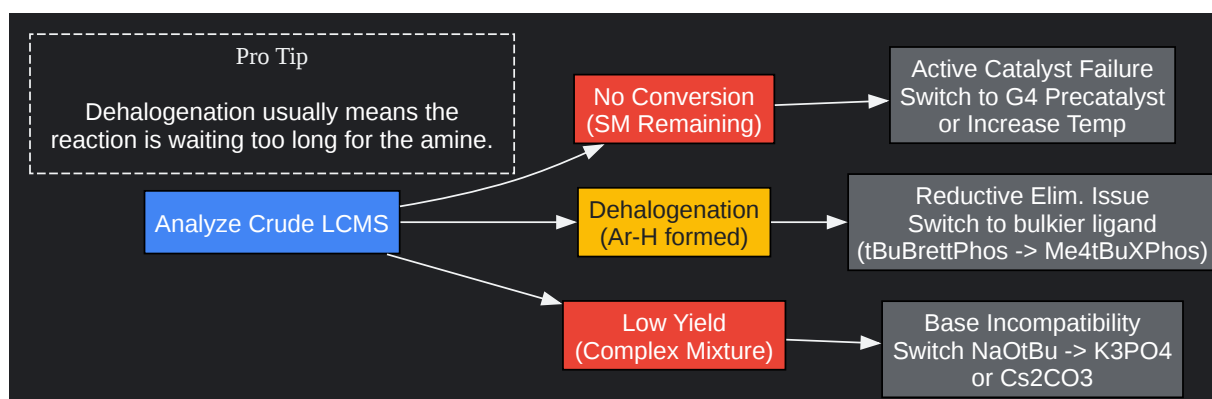 Pro Tip
Dehalogenation usually means the
reaction is waiting too long for the amine.
Analyze Crude LCMS
No Conversion
(SM Remaining)
Active Catalyst Failure
Switch to G4 Precatalyst
or Increase Temp
Dehalogenation
(Ar-H formed)
Reductive Elim. Issue
Switch to bulkier ligand
(tBuBrettPhos -> Me4tBuXPhos)
Low Yield
(Complex Mixture)
Base Incompatibility
Switch NaOtBu -> K3PO4
or Cs2CO3